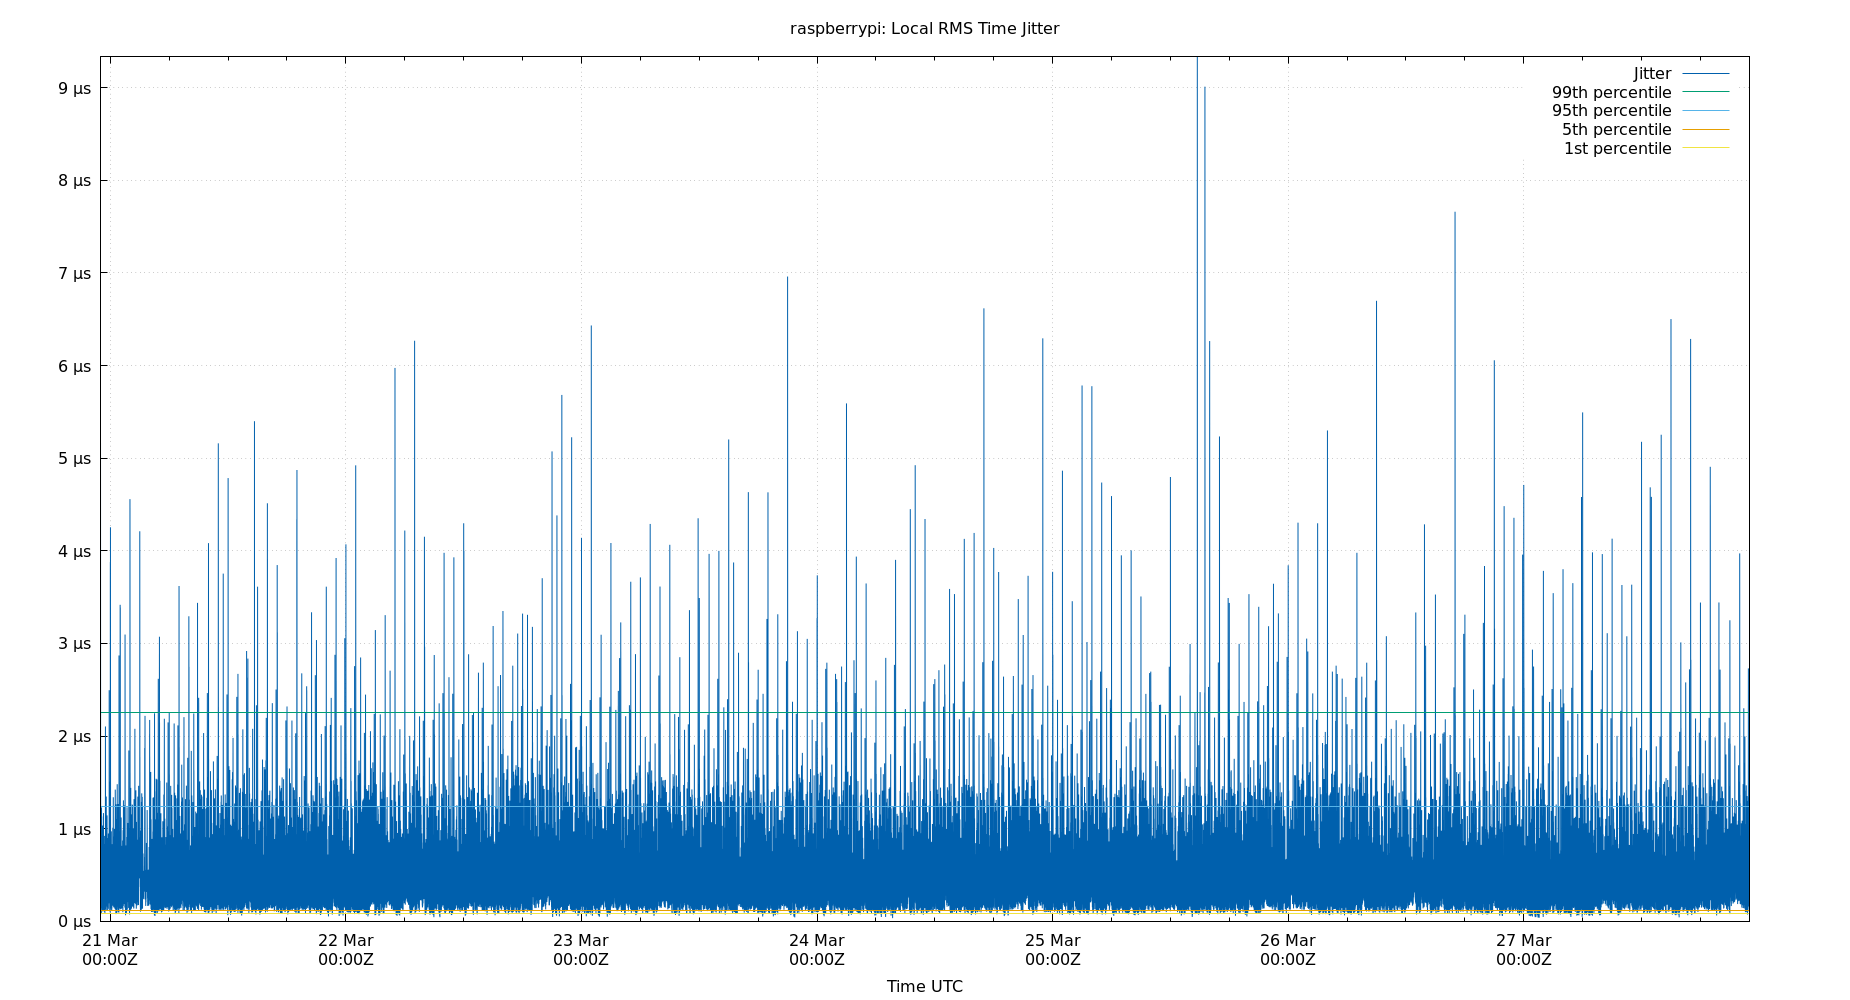 raspberrypi: Local RMS Time Jitter
Jitter
99th percentile
95th percentile
5th percentile
1st percentile
9 µs
8 µs
7 µs
6 µs
5 µs
4 µs
3 µs
2 µs
1 µs
0 µs
21 Mar 22 Mar 23 Mar 24 Mar 25 Mar 26 Mar 27 Mar
00:00Z 00:00Z 00:00Z 00:00Z 00:00Z 00:00Z 00:00Z
Time UTC